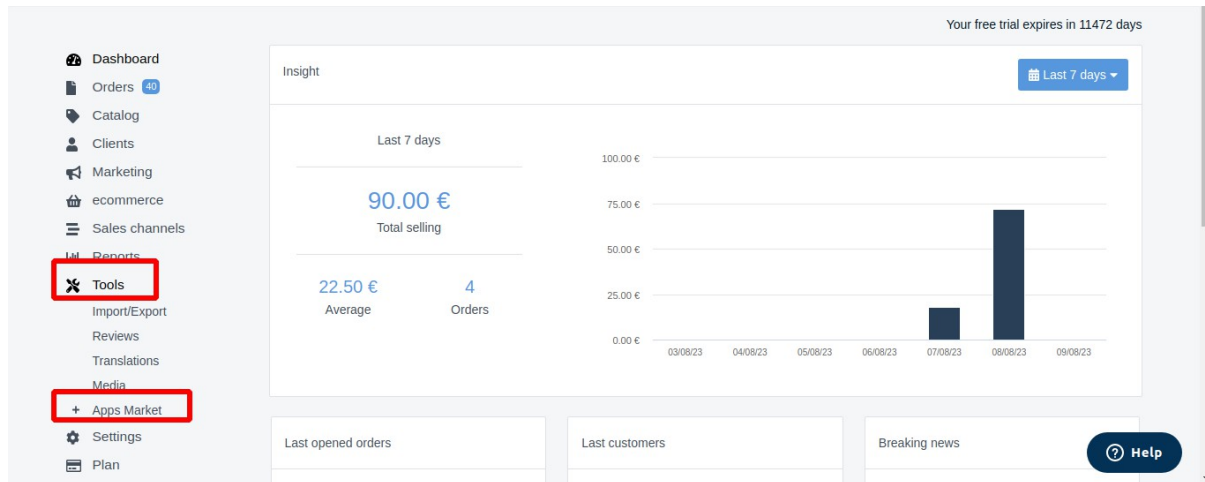 Your free trial expires in 11472 days
Dashboard
Orders 40
Catalog
Clients
Marketing
ecommerce
Sales channels
Reports
Tools
Import/Export
Reviews
Translations
Media
+ Apps Market
Settings
Plan
Insight
Last 7 days
Last 7 days
90.00 €
Total selling
22.50 €
Average
4
Orders
100.00 €
75.00 €
50.00 €
25.00 €
0.00 €
03/08/23 04/08/23 05/08/23 06/08/23 07/08/23 08/08/23 09/08/23
Last opened orders
Last customers
Breaking news
? Help